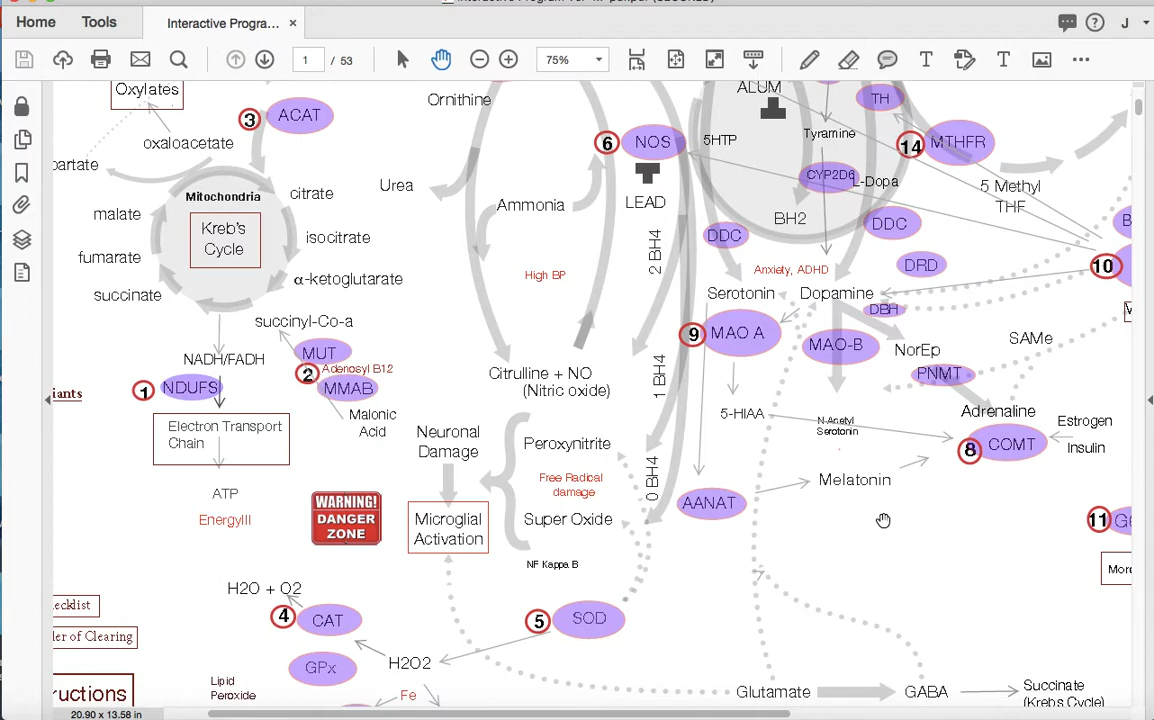 Home
Tools
Interactive Progra... ×
J
1 / 53
75%
Oxylates
ALUM
TH
Ornithine
3
ACAT
6
NOS
5HTP
Tyramine
14
MTHFR
oxaloacetate
partate
CYP2D6
L-Dopa
5 Methyl
THF
Mitochondria
citrate
Urea
Ammonia
LEAD
BH2
malate
Kreb's
Cycle
isocitrate
DDC
DDC
2 BH4
fumarate
α-ketoglutarate
High BP
Anxiety, ADHD
DRD
10
succinate
Serotonin
Dopamine
DBH
succinyl-Co-a
9
MAO A
MAO-B
SAMe
NADH/FADH
MUT
2
Adenosyl B12
MMAB
NorEp
PNMT
1
NDUFS
Citrulline + NO
(Nitric oxide)
1 BH4
iants
Malonic
Acid
5-HIAA
N-Anetyl
Serotonin
Adrenaline
Estrogen
Insulin
Electron Transport
Chain
Neuronal
Damage
Peroxynitrite
8
COMT
0 BH4
Free Radical
damage
AANAT
Melatonin
ATP
EnergyIII
WARNING!
DANGER
ZONE
Microglial
Activation
Super Oxide
11
NF Kappa B
More
H2O + O2
ecklist
4
CAT
5
SOD
er of Clearing
GPx
H2O2
Lipid
Peroxide
Fe
ructions
Glutamate
GABA
Succinate
(Krebs Cycle)
20.90 x 13.58 in